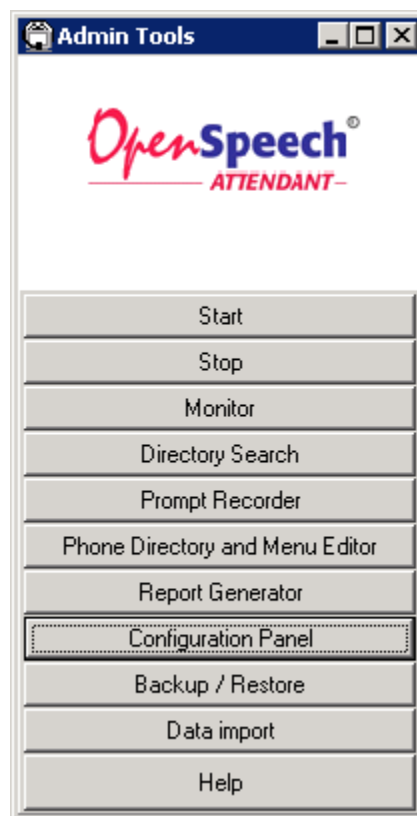 Admin Tools
OpenSpeech®
ATTENDANT
Start
Stop
Monitor
Directory Search
Prompt Recorder
Phone Directory and Menu Editor
Report Generator
Configuration Panel
Backup / Restore
Data import
Help